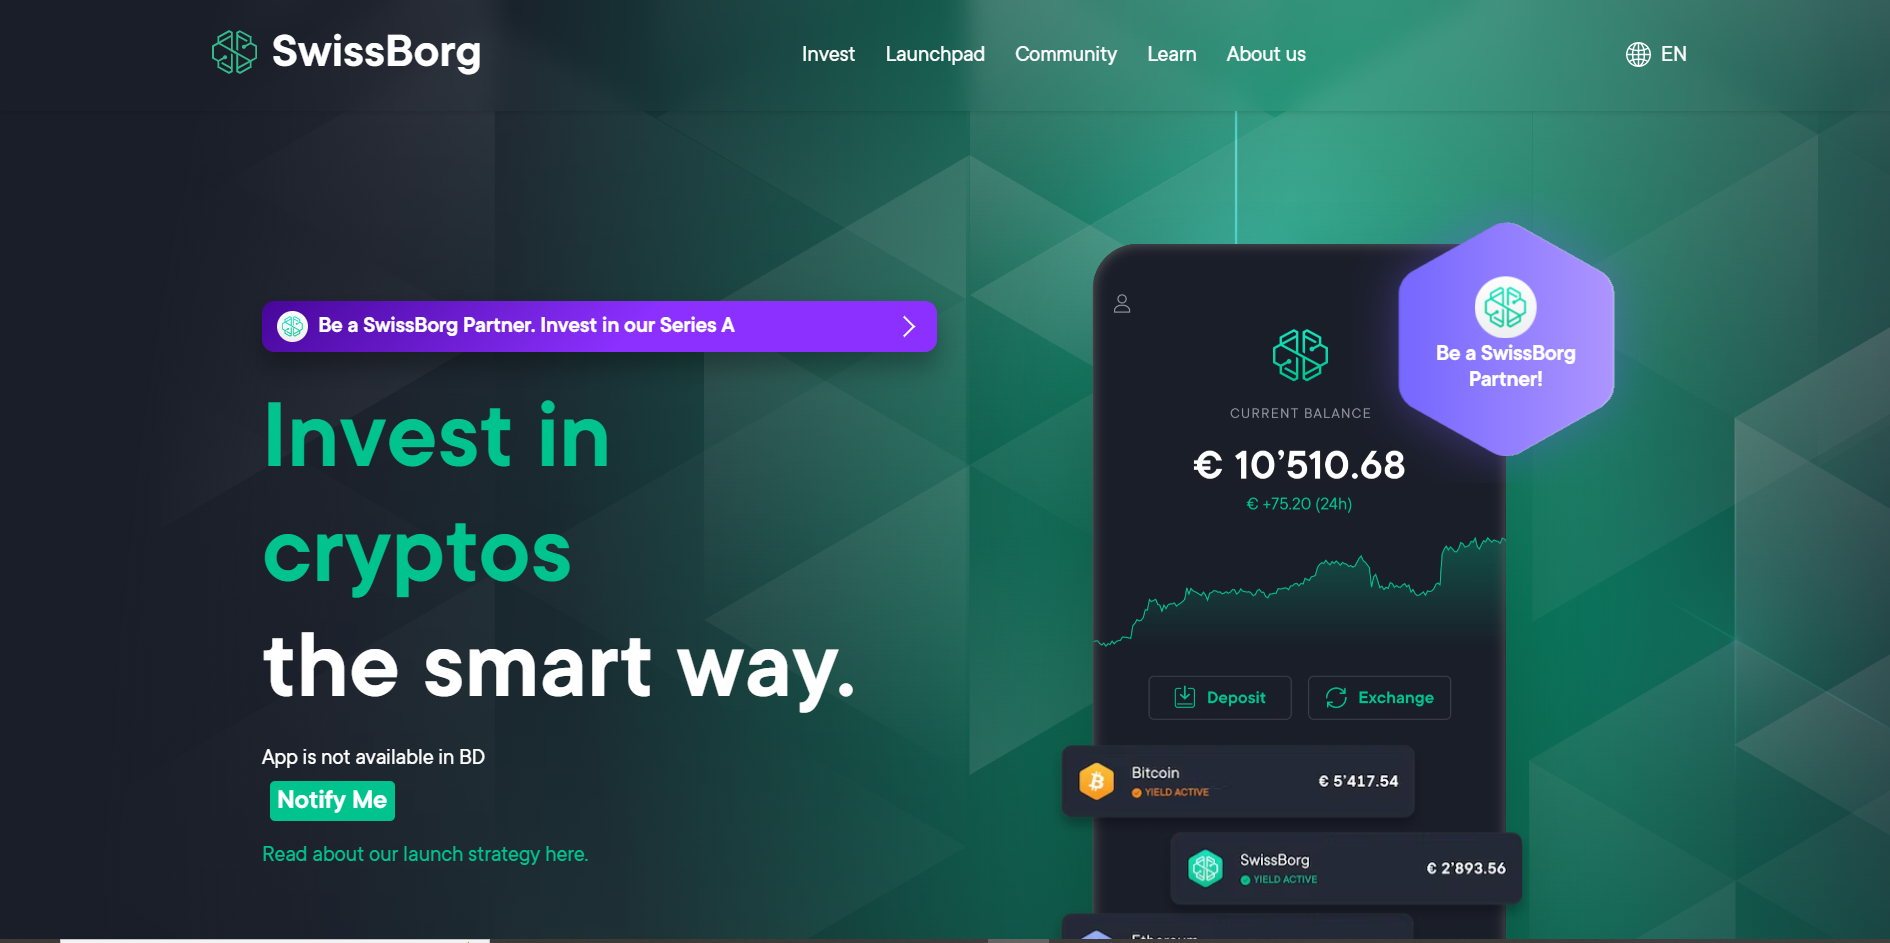 SwissBorg
Invest
Launchpad
Community
Learn
About us
EN
Be a SwissBorg Partner. Invest in our Series A
Invest in
cryptos
the smart way.
App is not available in BD
Notify Me
Read about our launch strategy here.
Be a SwissBorg
Partner!
CURRENT BALANCE
€ 10’510.68
€ +75.20 (24h)
Deposit
Exchange
Bitcoin
YIELD ACTIVE
€ 5’417.54
SwissBorg
YIELD ACTIVE
€ 2’893.56